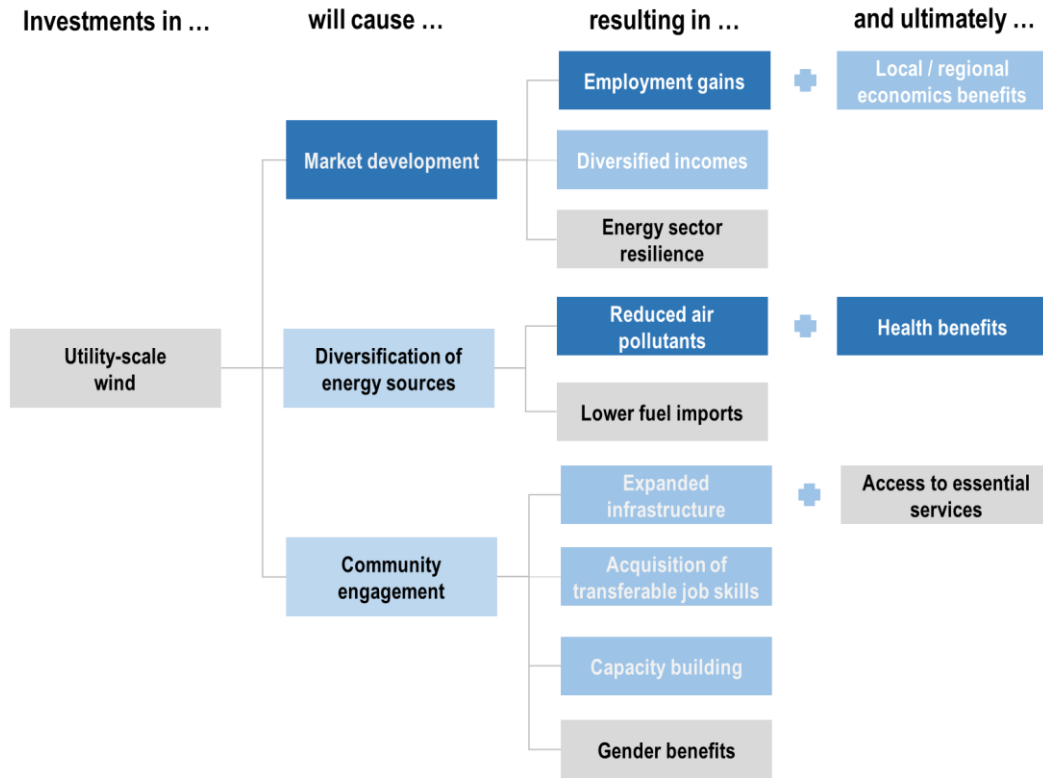 Investments in ...
will cause ...
resulting in ...
and ultimately ...
Employment gains
Local / regional
economics benefits
Market development
Diversified incomes
Energy sector
resilience
Reduced air
pollutants
Health benefits
Utility-scale
wind
Diversification of
energy sources
Lower fuel imports
Expanded
infrastructure
Access to essential
services
Community
engagement
Acquisition of
transferable job skills
Capacity building
Gender benefits